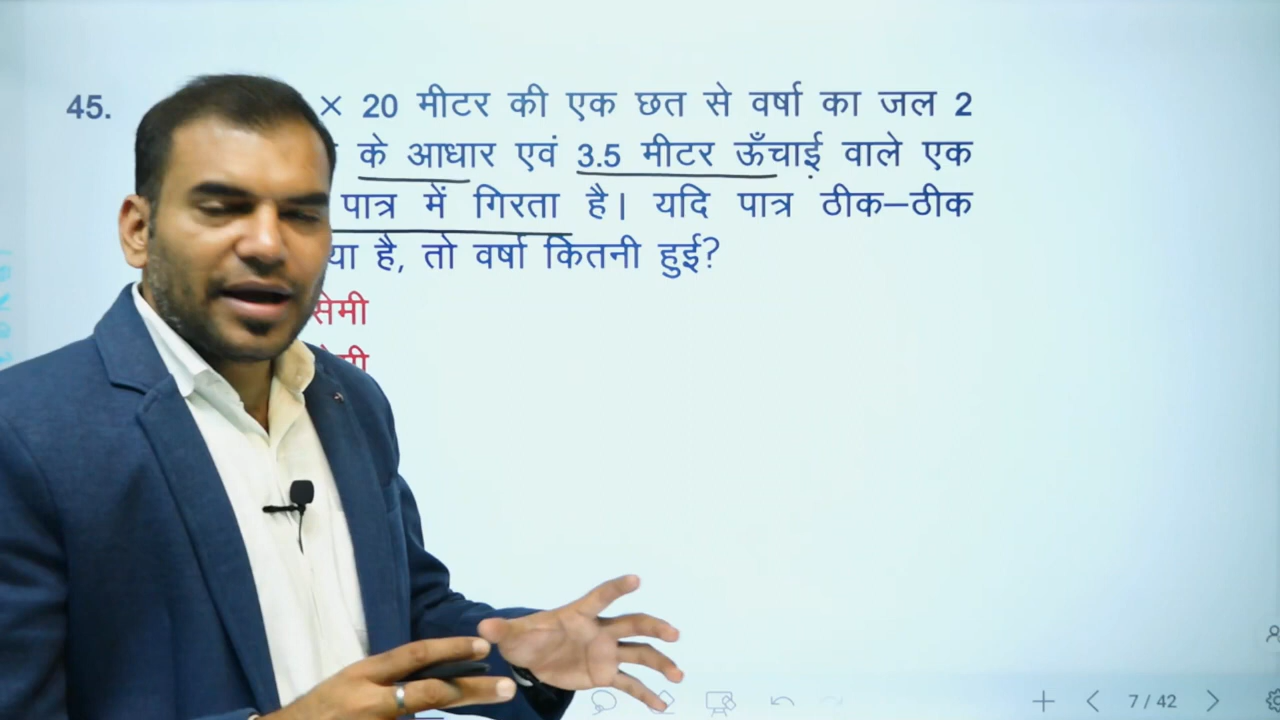 45. × 20 मीटर की एक छत से वर्षा का जल 2
के आधार एवं 3.5 मीटर ऊँचाई वाले एक
पात्र में गिरता है। यदि पात्र ठीक–ठीक
है, तो वर्षा कितनी हुई?
सेमी
7 / 42